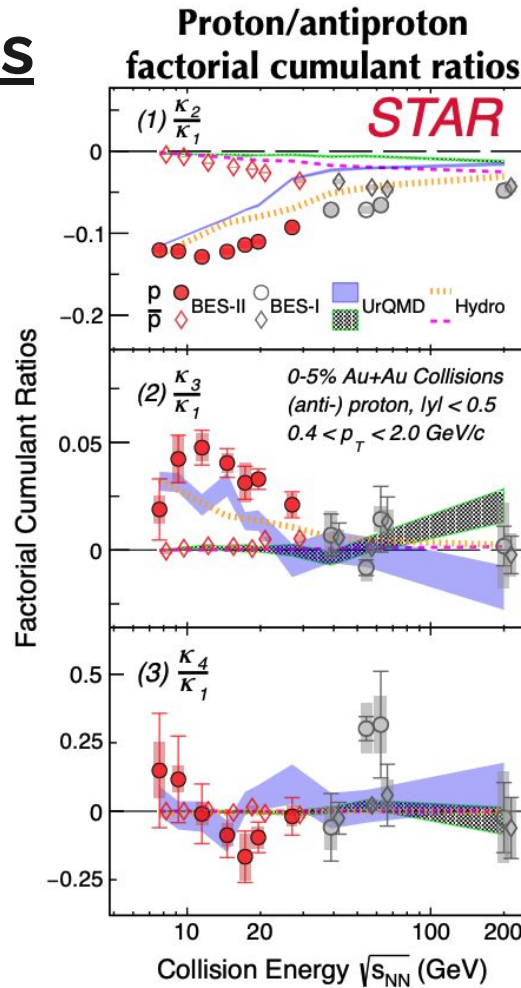 s
Proton/antiproton
factorial cumulant ratios
(1) κ2/κ1
STAR
0
−0.1
−0.2
p BES-II BES-I UrQMD Hydro
p̅
(2) κ3/κ1
0-5% Au+Au Collisions
(anti-) proton, |y| < 0.5
0.4 < pT < 2.0 GeV/c
0.05
0
(3) κ4/κ1
0.5
0.25
0
−0.25
Factorial Cumulant Ratios
10 20 100 200
Collision Energy √sNN (GeV)